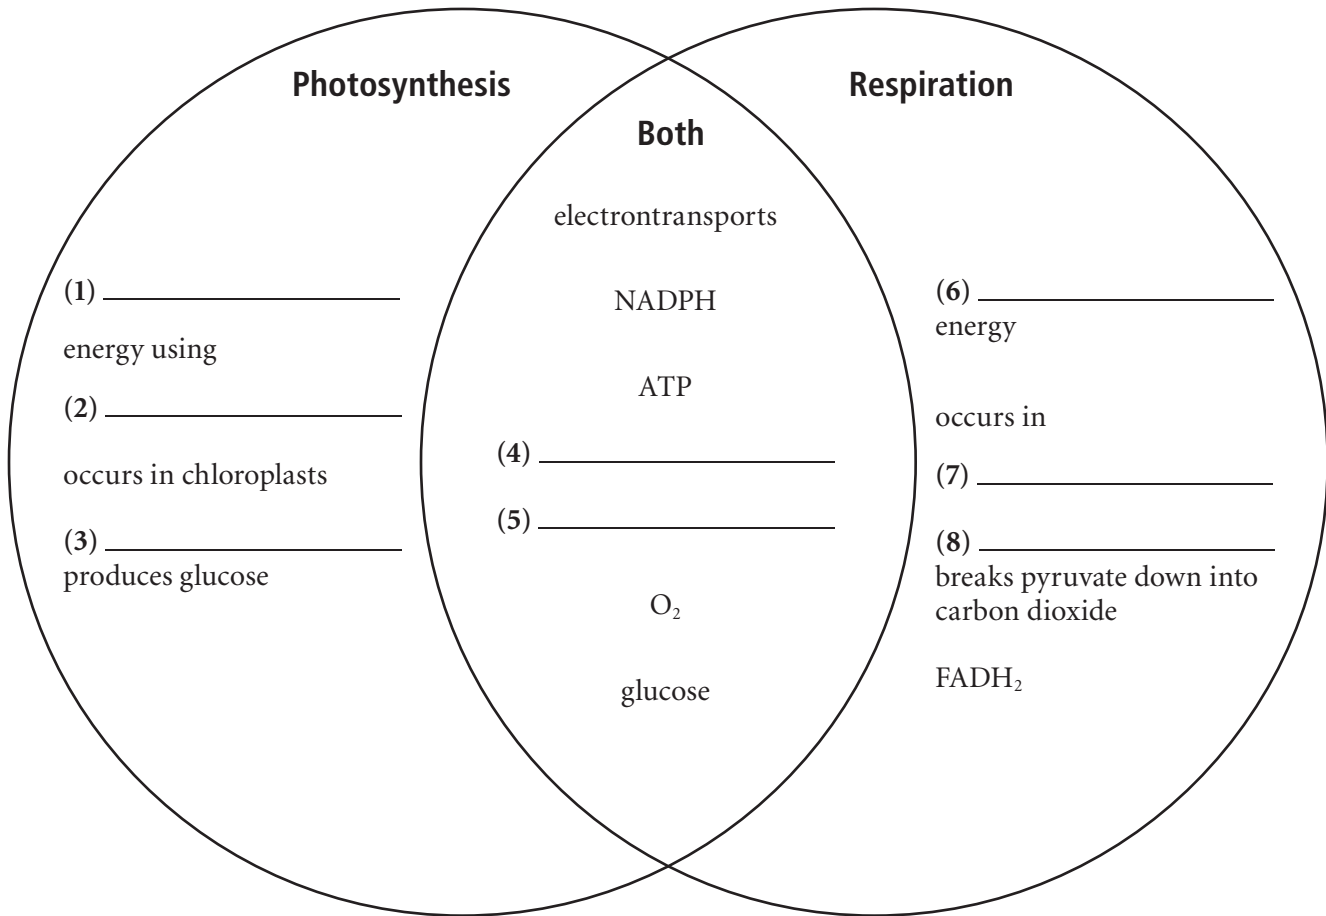 Photosynthesis
(1)
energy using
(2)
occurs in chloroplasts
(3)
produces glucose
Both
electrontransports
NADPH
ATP
(4)
(5)
O₂
glucose
Respiration
(6)
energy
occurs in
(7)
(8)
breaks pyruvate down into
carbon dioxide
FADH₂